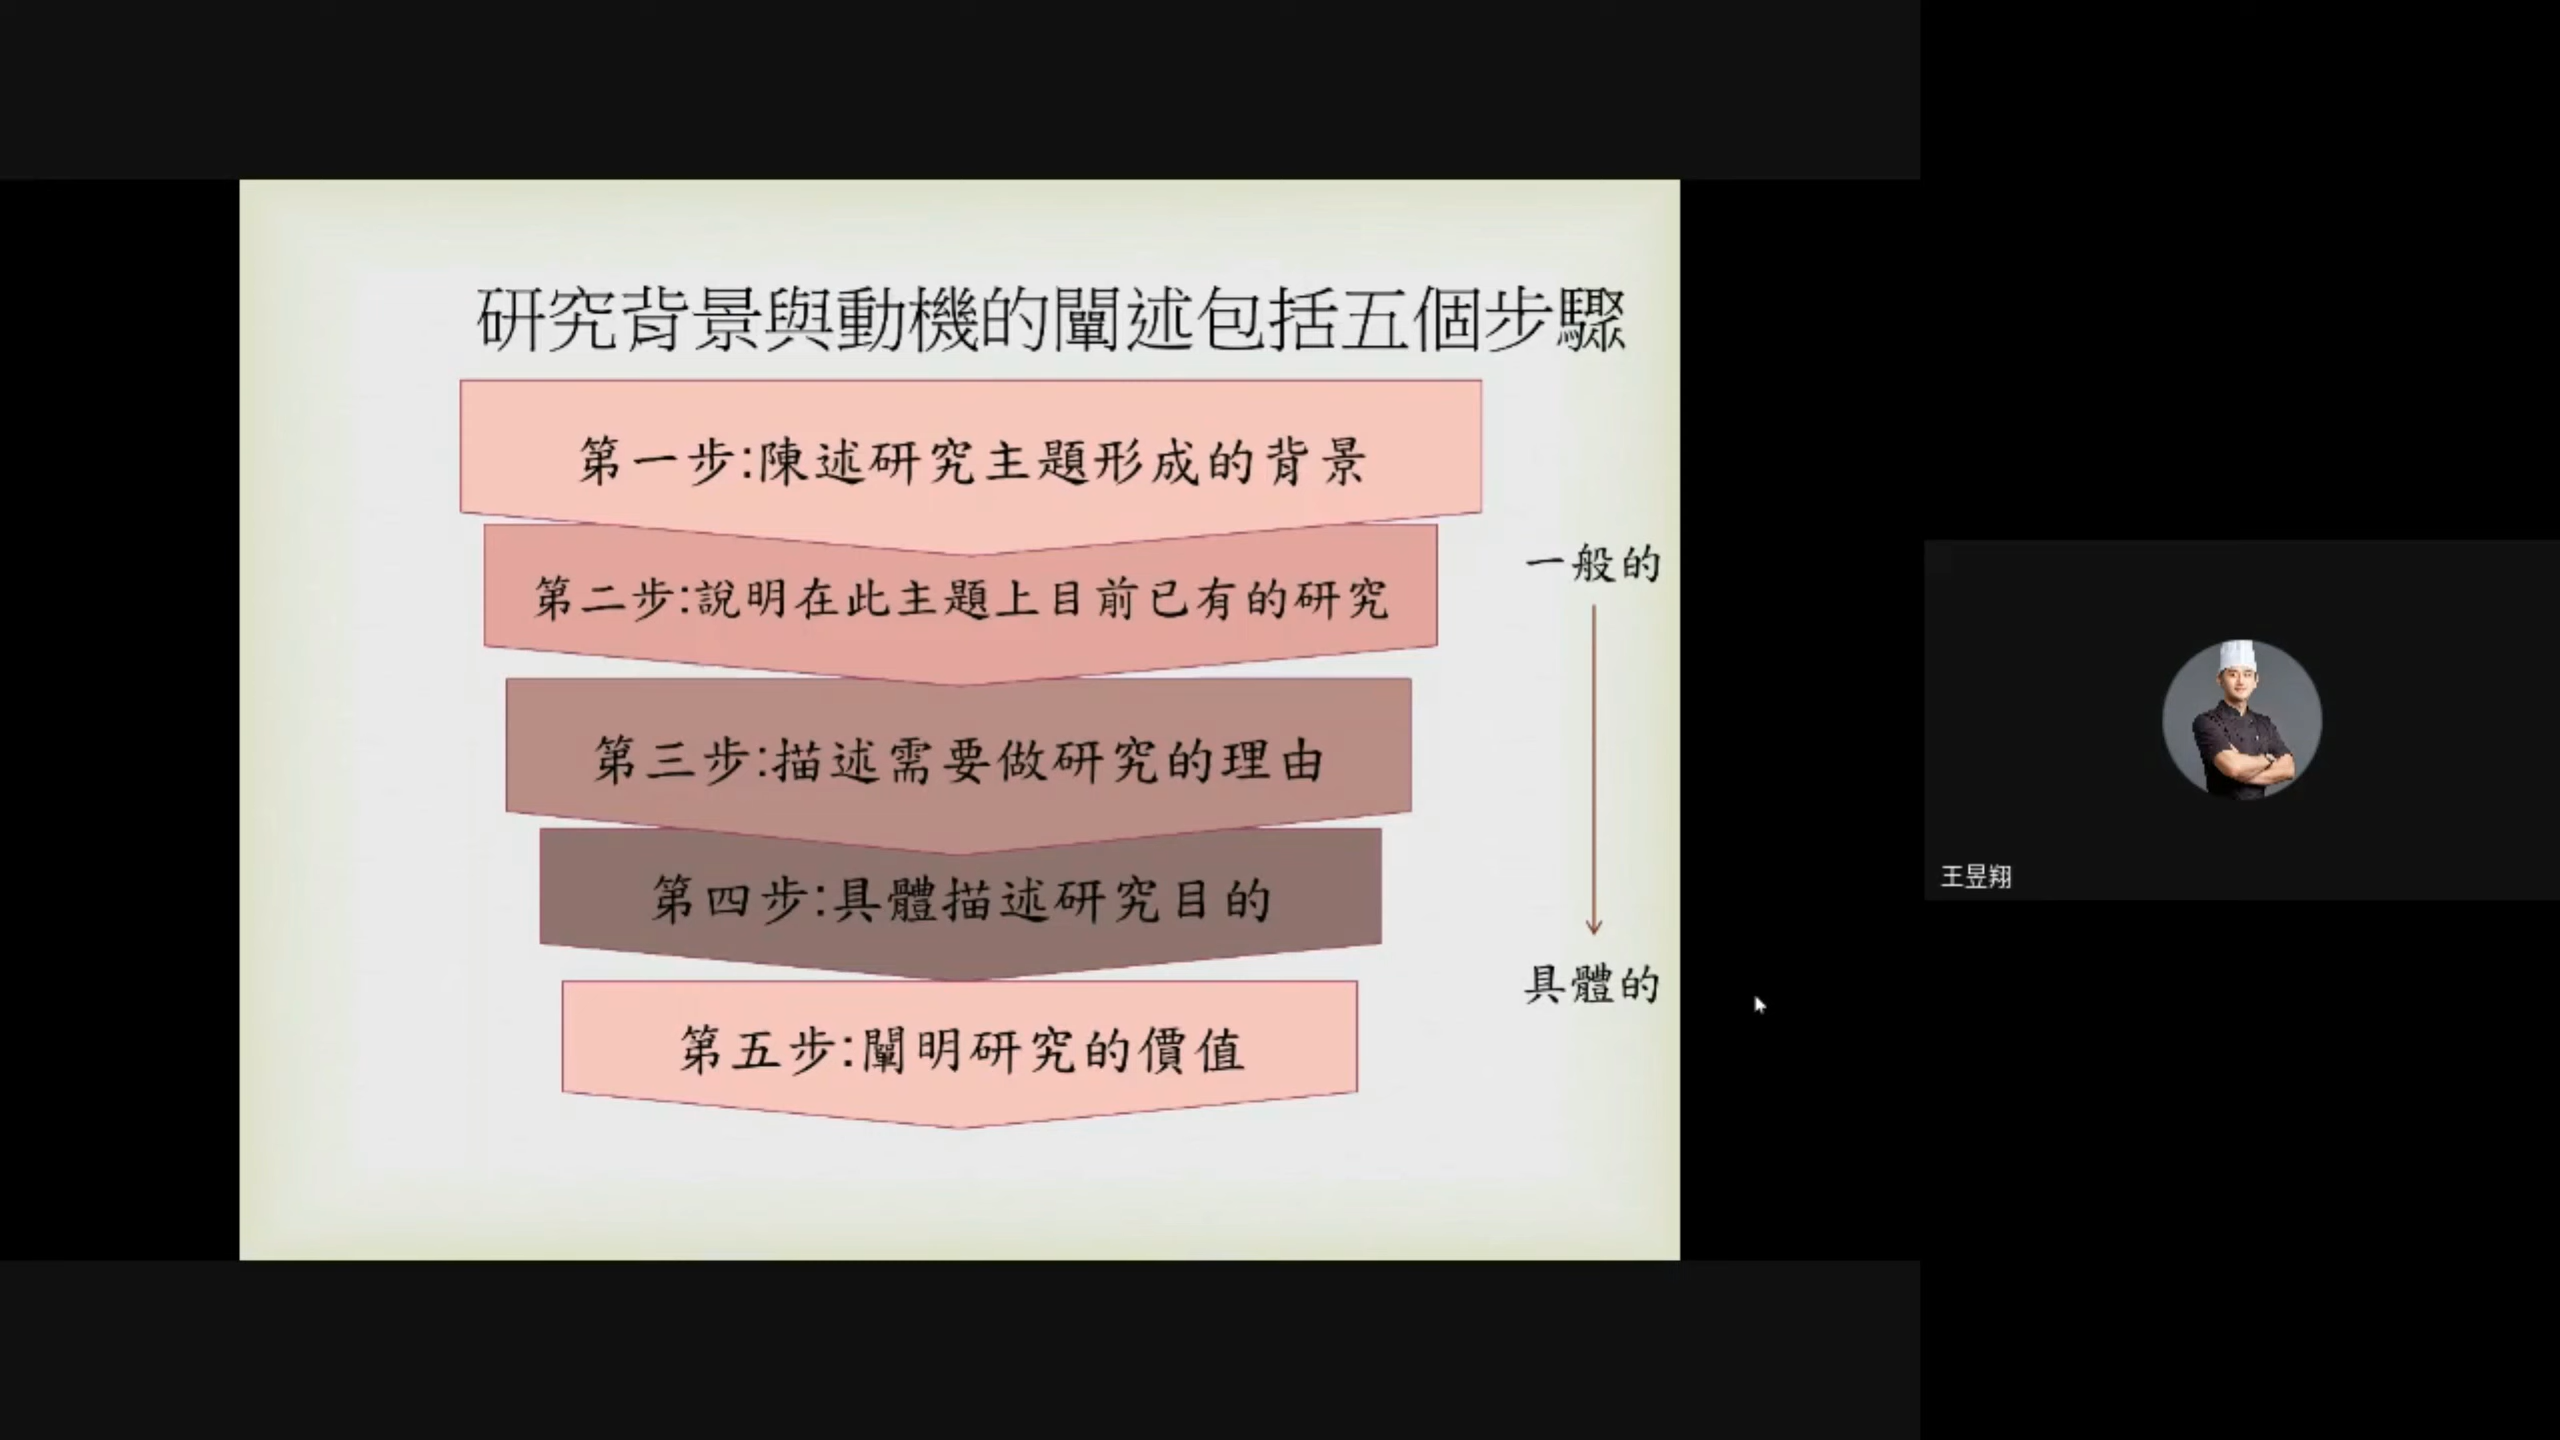 研究背景與動機的闡述包括五個步驟
第一步:陳述研究主題形成的背景
第二步:說明在此主題上目前已有的研究
第三步:描述需要做研究的理由
第四步:具體描述研究目的
第五步:闡明研究的價值
一般的
具體的
王昱翔